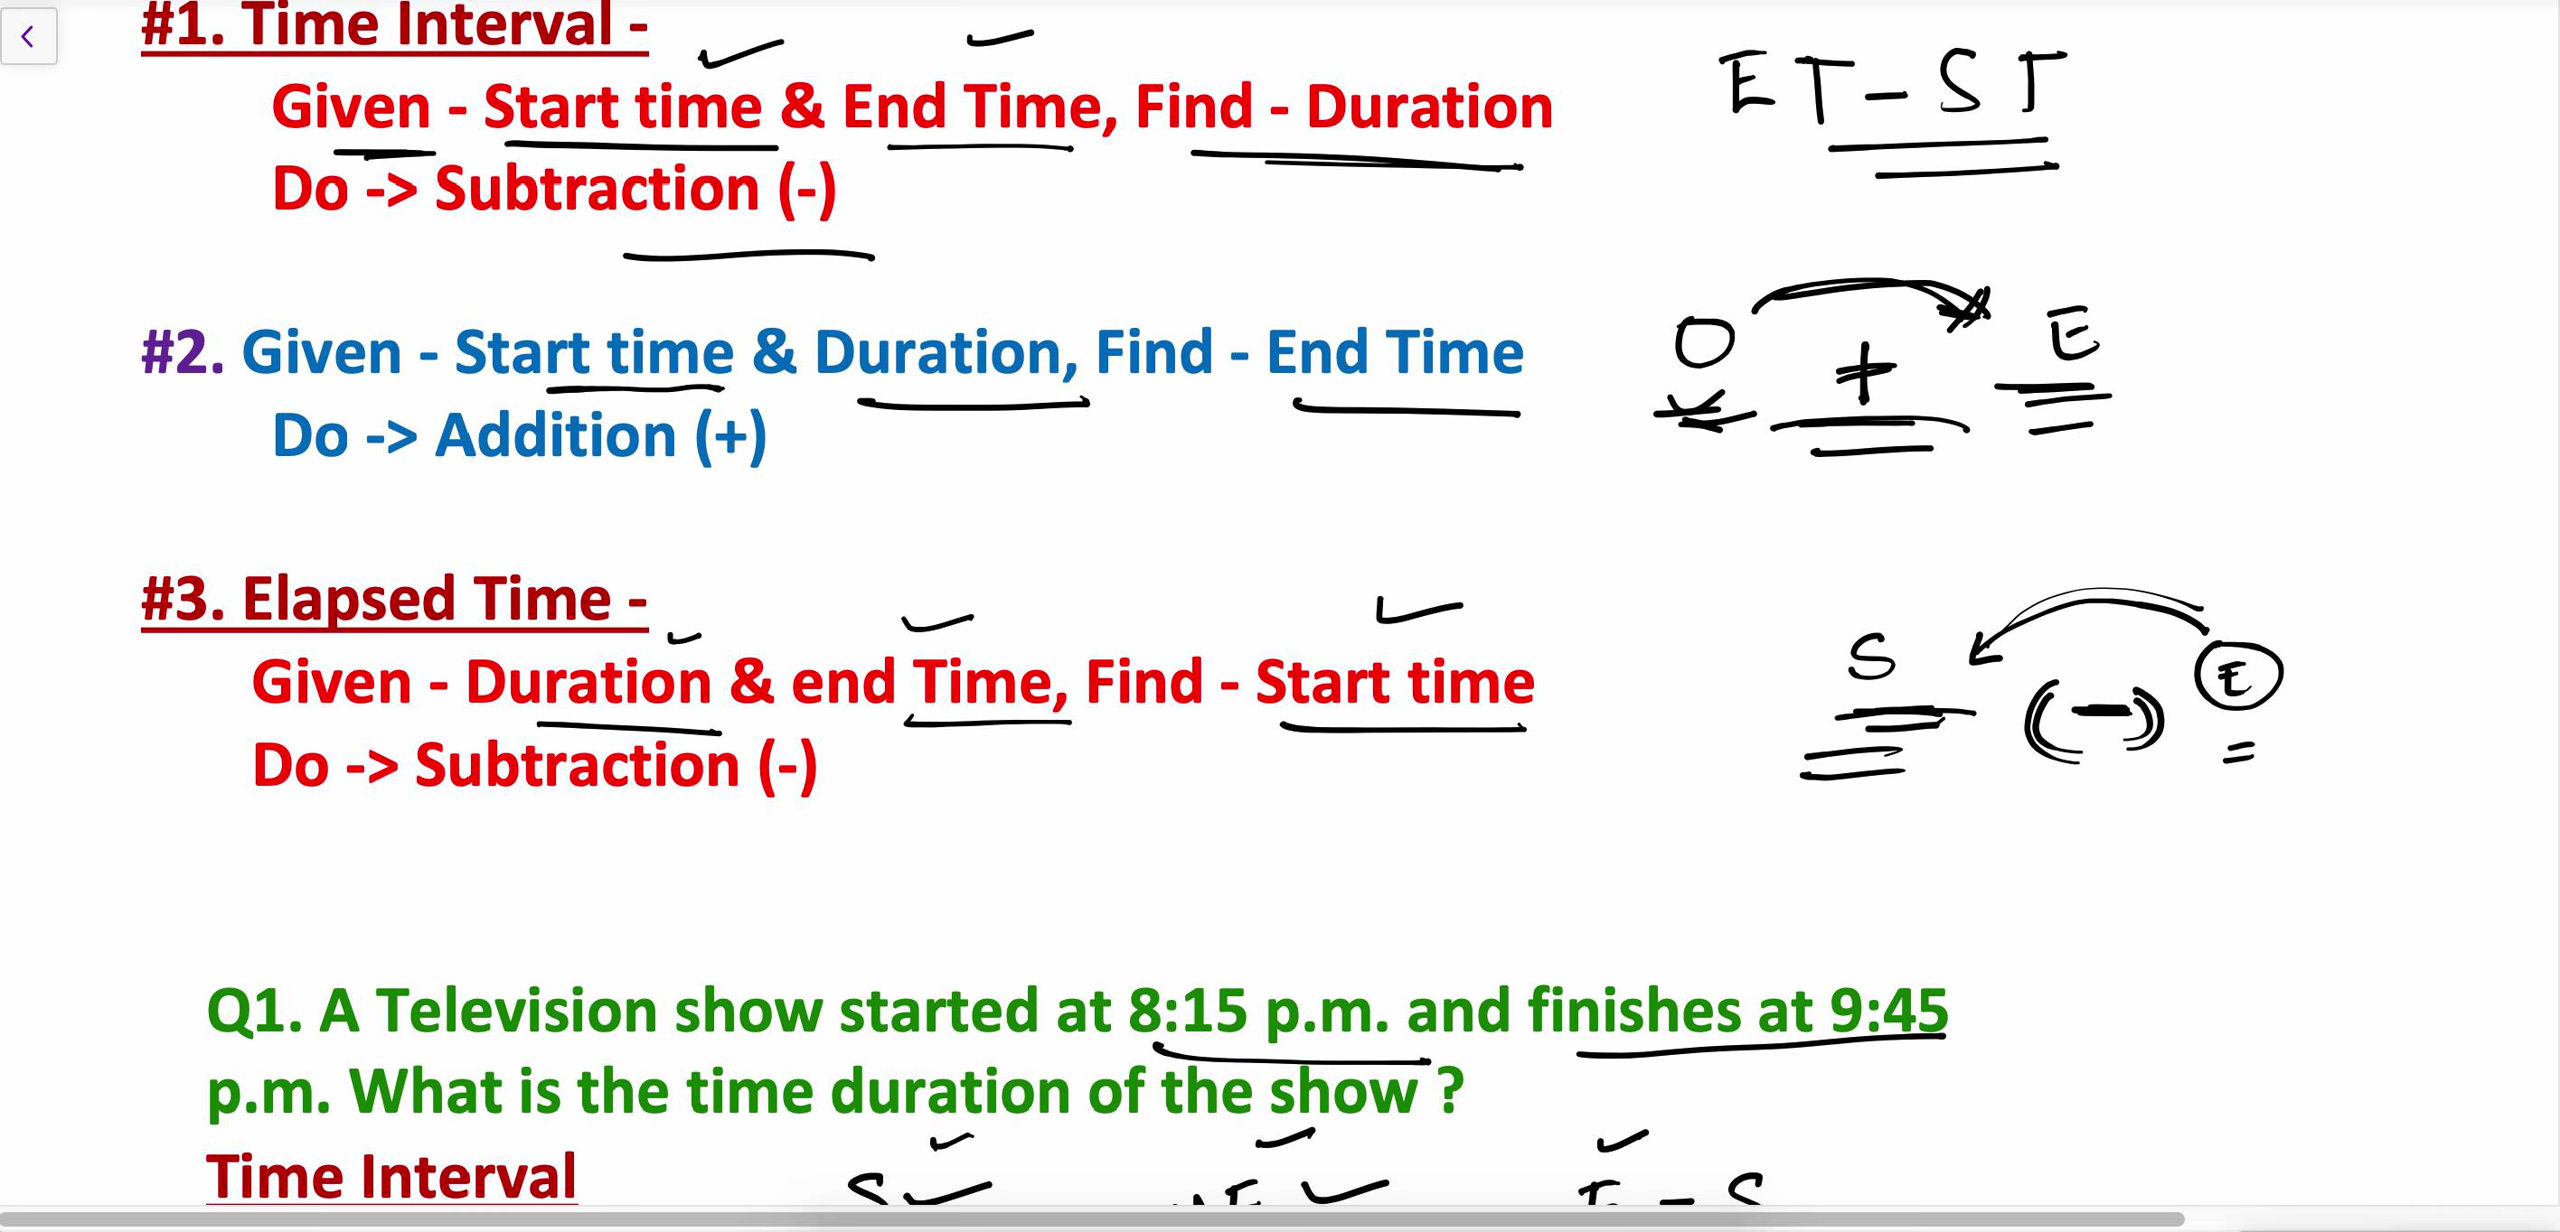 #1. Time Interval -
Given - Start time & End Time, Find - Duration
ET-ST
Do -> Subtraction (-)
#2. Given - Start time & Duration, Find - End Time
O + E
Do -> Addition (+)
#3. Elapsed Time -
Given - Duration & end Time, Find - Start time
S (-) E
Do -> Subtraction (-)
Q1. A Television show started at 8:15 p.m. and finishes at 9:45
p.m. What is the time duration of the show ?
Time Interval
S E - S